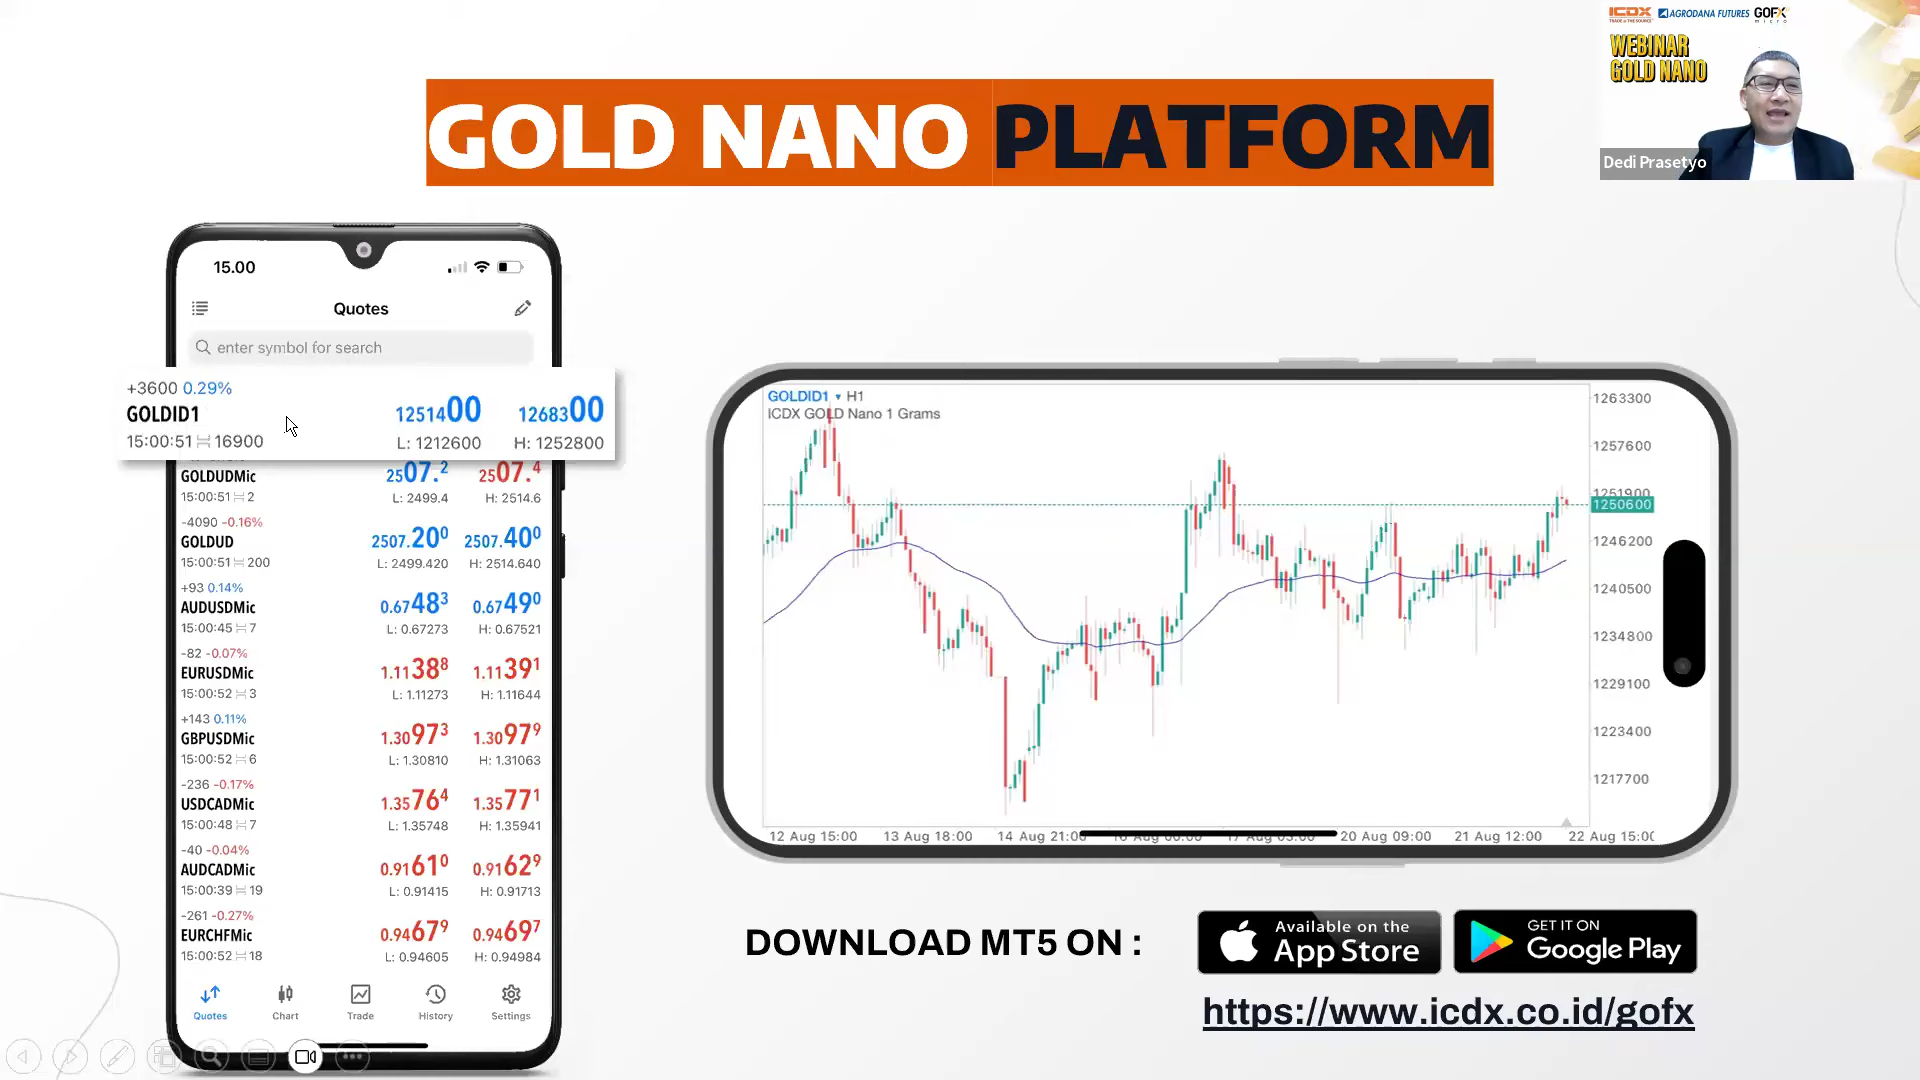 ICDX
TRADE at THE SOURCE
AGRODANA FUTURES
GOFX
micro
WEBINAR
GOLD NANO
Dedi Prasetyo
GOLD NANO PLATFORM
15.00
Quotes
enter symbol for search
+3600 0.29%
GOLDID1
1251400 1268300
15:00:51 16900
L: 1212600 H: 1252800
GOLDUDMic
2507.2 2507.4
15:00:51 2
L: 2499.4 H: 2514.6
-4090 -0.16%
GOLDUD
2507.200 2507.400
15:00:51 200
L: 2499.420 H: 2514.640
+93 0.14%
AUDUSDMic
0.67483 0.67490
15:00:45 7
L: 0.67273 H: 0.67521
-82 -0.07%
EURUSDMic
1.11388 1.11391
15:00:52 3
L: 1.11273 H: 1.11644
+143 0.11%
GBPUSDMic
1.30973 1.30979
15:00:52 6
L: 1.30810 H: 1.31063
-236 -0.17%
USDCADMic
1.35764 1.35771
15:00:48 7
L: 1.35748 H: 1.35941
-40 -0.04%
AUDCADMic
0.91610 0.91629
15:00:39 19
L: 0.91415 H: 0.91713
-261 -0.27%
EURCHFMic
0.94679 0.94697
15:00:52 18
L: 0.94605 H: 0.94984
Quotes Chart Trade History Settings
GOLDID1 H1
ICDX GOLD Nano 1 Grams
1263300
1257600
1251900
1250600
1246200
1240500
1234800
1229100
1223400
1217700
12 Aug 15:00 13 Aug 18:00 14 Aug 21:00 20 Aug 09:00 21 Aug 12:00 22 Aug 15:00
DOWNLOAD MT5 ON :
Available on the
App Store
GET IT ON
Google Play
https://www.icdx.co.id/gofx